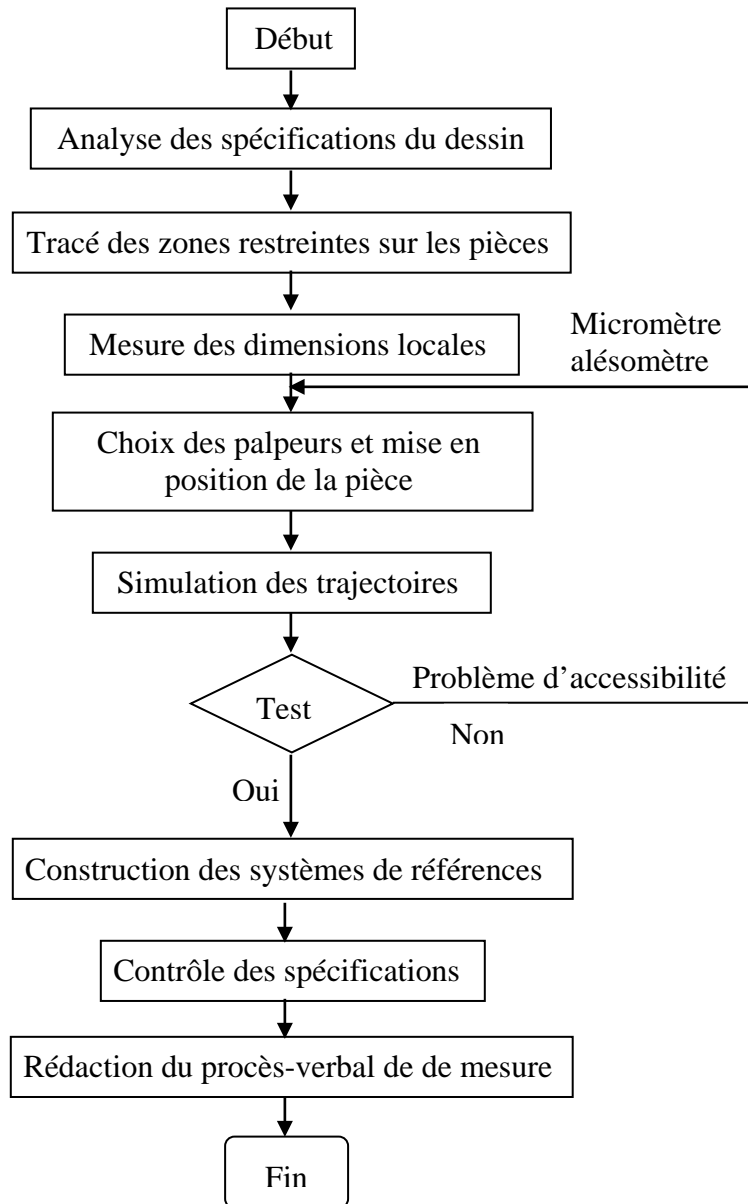 Début
Analyse des spécifications du dessin
Tracé des zones restreintes sur les pièces
Mesure des dimensions locales
Micromètre
alésomètre
Choix des palpeurs et mise en
position de la pièce
Simulation des trajectoires
Test
Problème d’accessibilité
Non
Oui
Construction des systèmes de références
Contrôle des spécifications
Rédaction du procès-verbal de de mesure
Fin